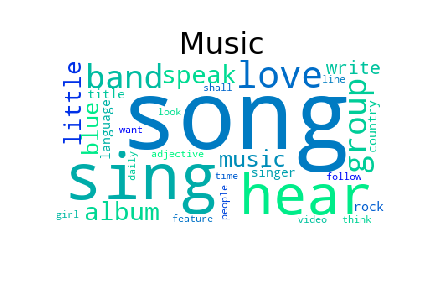 Music
little
band
speak
love
write
line
title
shall
blue
language
song
group
country
look
want
adjective
daily
music
sing
hear
time
singer
follow
people
album
girl
feature
rock
video
think